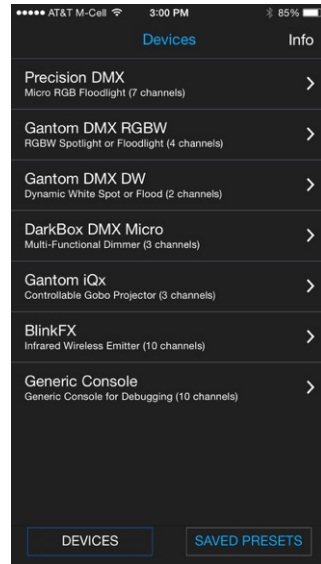 AT&T M-Cell 3:00 PM 85%
Devices Info
Precision DMX
Micro RGB Floodlight (7 channels)
Gantom DMX RGBW
RGBW Spotlight or Floodlight (4 channels)
Gantom DMX DW
Dynamic White Spot or Flood (2 channels)
DarkBox DMX Micro
Multi-Functional Dimmer (3 channels)
Gantom iQx
Controllable Gobo Projector (3 channels)
BlinkFX
Infrared Wireless Emitter (10 channels)
Generic Console
Generic Console for Debugging (10 channels)
DEVICES SAVED PRESETS